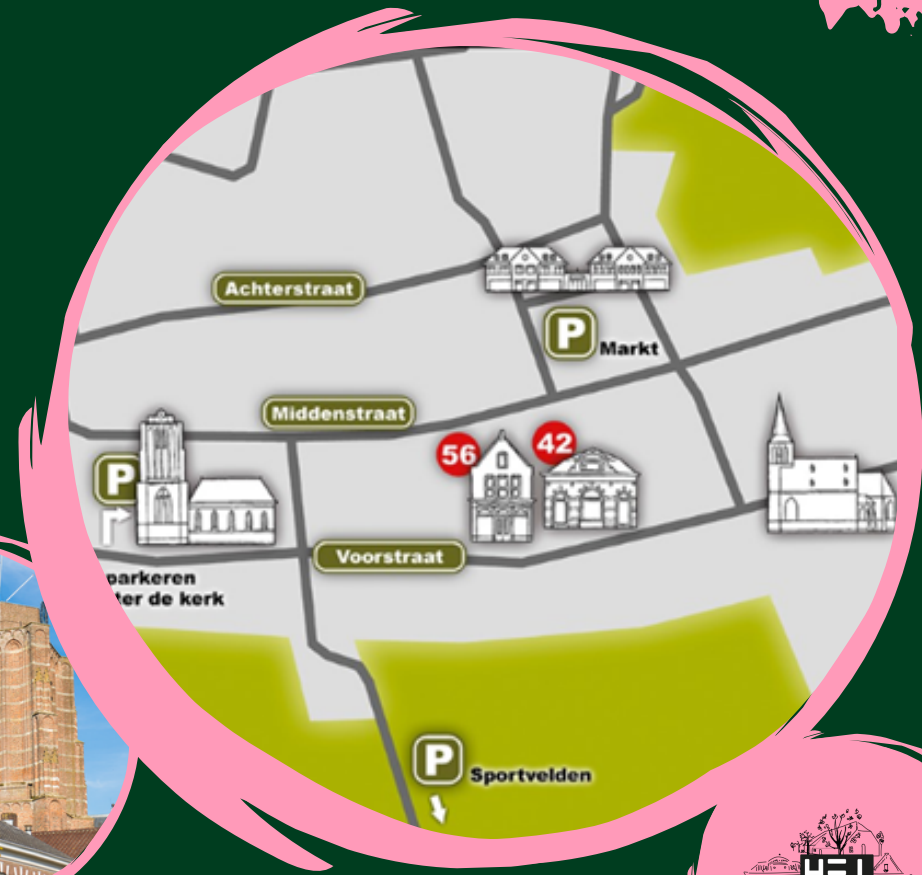 Achterstraat
P
Markt
Middenstraat
56
42
P
Voorstraat
parkeren
ter de kerk
P
Sportvelden